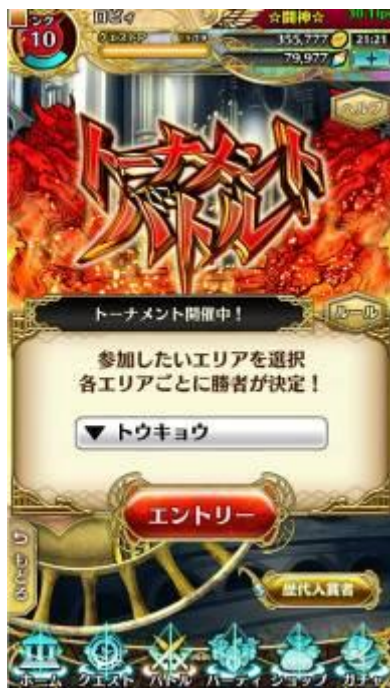 ランク
10
ロビィ
クエストP
☆闘神☆
355,777
21:21
79,977
+
ヘルプ
トーナメント
バトル
トーナメント開催中！
ルール
参加したいエリアを選択
各エリアごとに勝者が決定！
▼ トウキョウ
エントリー
もどる
歴代入賞者
ホーム
クエスト
バトル
パーティ
ショップ
ガチャ